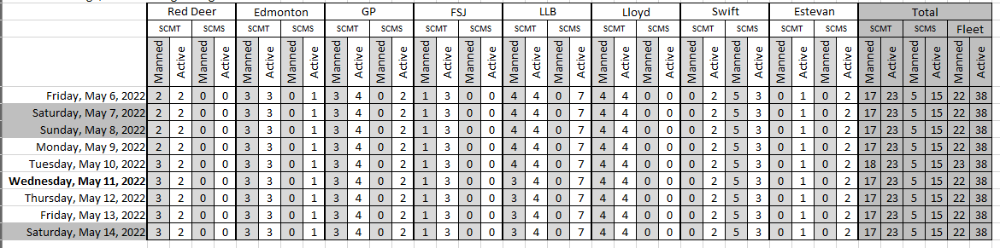 Red Deer Edmonton GP FSJ LLB Lloyd Swift Estevan Total
SCMT SCMS SCMT SCMS SCMT SCMS SCMT SCMS SCMT SCMS SCMT SCMS SCMT SCMS SCMT SCMS SCMT SCMS Fleet
Manned Active Manned Active Manned Active Manned Active Manned Active Manned Active Manned Active Manned Active Manned Active Manned Active Manned Active Manned Active Manned Active Manned Active Manned Active Manned Active Manned Active Manned Active Manned Active
Friday, May 6, 2022 2 2 0 0 3 3 0 1 3 4 0 2 1 3 0 0 4 4 0 7 4 4 0 0 0 2 5 3 0 1 0 2 17 23 5 15 22 38
Saturday, May 7, 2022 2 2 0 0 3 3 0 1 3 4 0 2 1 3 0 0 4 4 0 7 4 4 0 0 0 2 5 3 0 1 0 2 17 23 5 15 22 38
Sunday, May 8, 2022 2 2 0 0 3 3 0 1 3 4 0 2 1 3 0 0 4 4 0 7 4 4 0 0 0 2 5 3 0 1 0 2 17 23 5 15 22 38
Monday, May 9, 2022 2 2 0 0 3 3 0 1 3 4 0 2 1 3 0 0 4 4 0 7 4 4 0 0 0 2 5 3 0 1 0 2 17 23 5 15 22 38
Tuesday, May 10, 2022 3 2 0 0 3 3 0 1 3 4 0 2 1 3 0 0 4 4 0 7 4 4 0 0 0 2 5 3 0 1 0 2 18 23 5 15 23 38
Wednesday, May 11, 2022 3 2 0 0 3 3 0 1 3 4 0 2 1 3 0 0 3 4 0 7 4 4 0 0 0 2 5 3 0 1 0 2 17 23 5 15 22 38
Thursday, May 12, 2022 3 2 0 0 3 3 0 1 3 4 0 2 1 3 0 0 3 4 0 7 4 4 0 0 0 2 5 3 0 1 0 2 17 23 5 15 22 38
Friday, May 13, 2022 3 2 0 0 3 3 0 1 3 4 0 2 1 3 0 0 3 4 0 7 4 4 0 0 0 2 5 3 0 1 0 2 17 23 5 15 22 38
Saturday, May 14, 2022 3 2 0 0 3 3 0 1 3 4 0 2 1 3 0 0 3 4 0 7 4 4 0 0 0 2 5 3 0 1 0 2 17 23 5 15 22 38